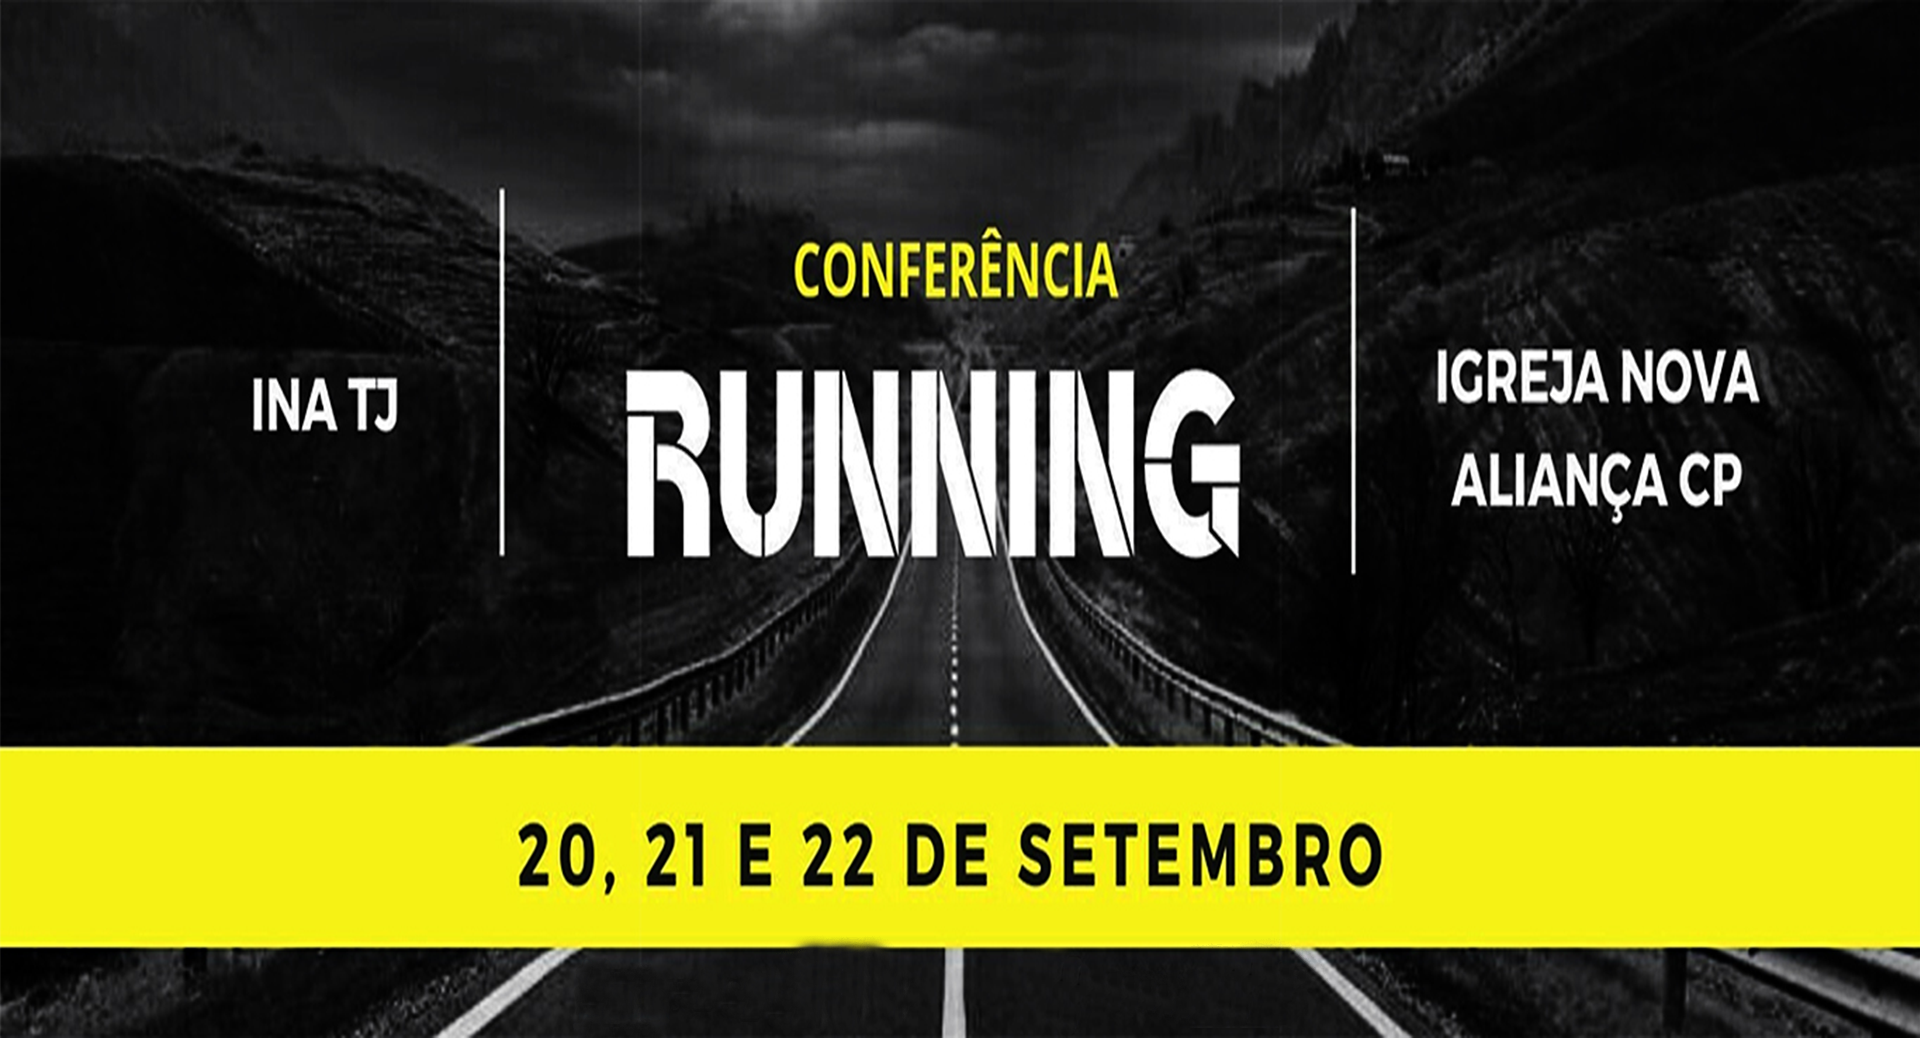 INA TJ
CONFERÊNCIA
RUNNING
IGREJA NOVA
ALIANÇA CP
20, 21 E 22 DE SETEMBRO